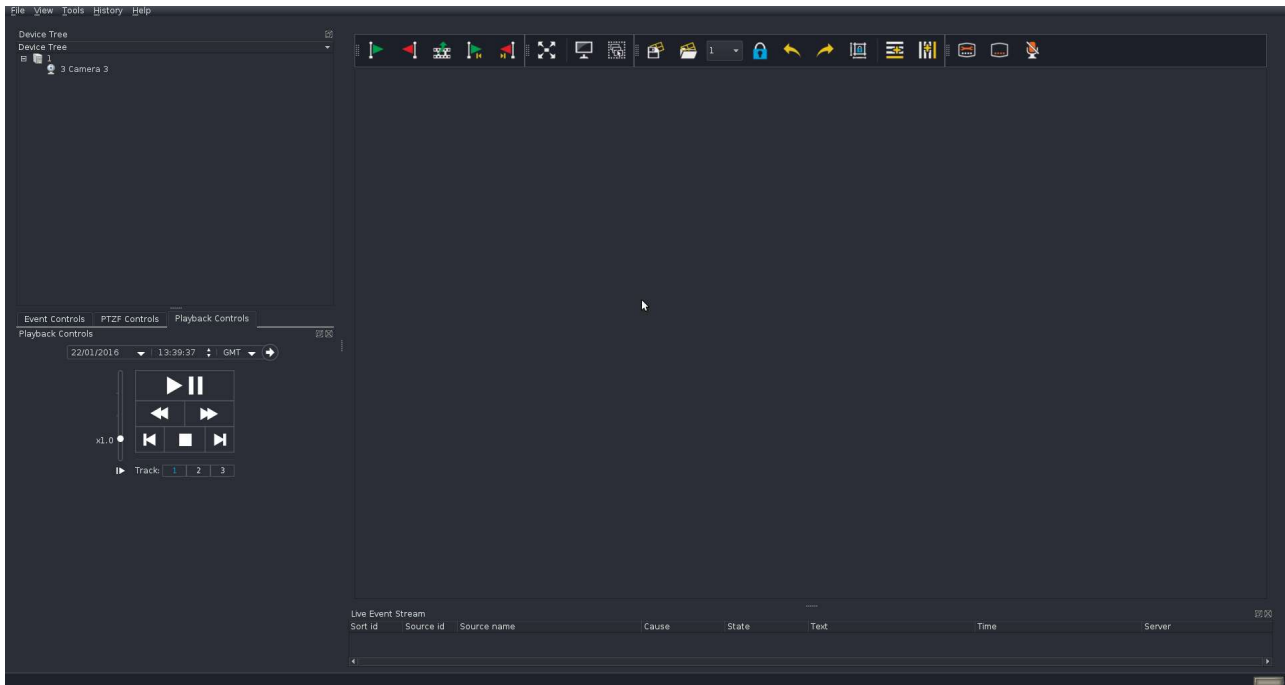 File View Tools History Help
Device Tree
Device Tree
1
3 Camera 3
1
Event Controls PTZF Controls Playback Controls
Playback Controls
22/01/2016 13:39:37 GMT
x1.0
Track: 1 2 3
Live Event Stream
Sort id Source id Source name Cause State Text Time Server